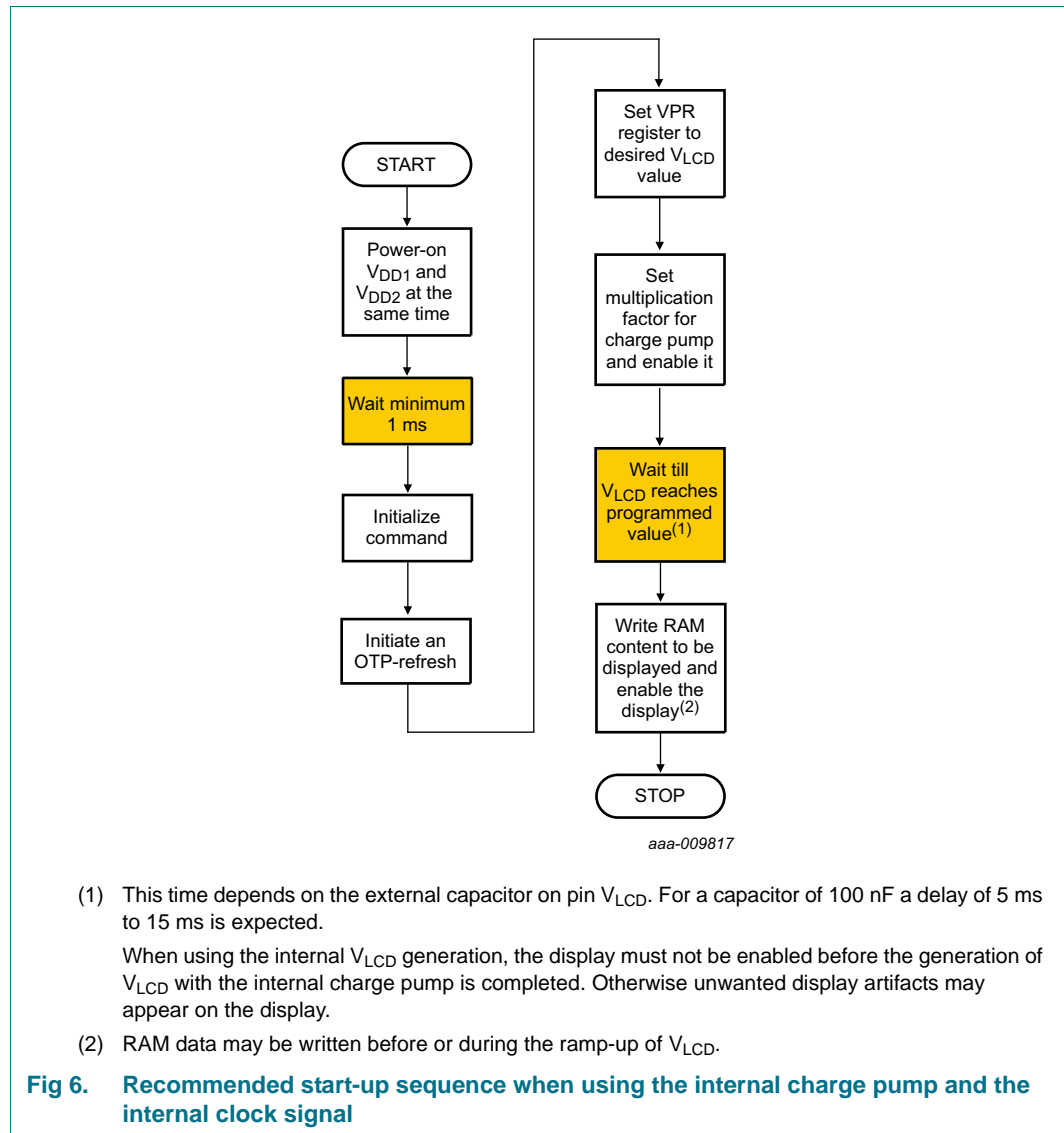 START
Power-on
VDD1 and
VDD2 at the
same time
Wait minimum
1 ms
Initialize
command
Initiate an
OTP-refresh
Set VPR
register to
desired VLCD
value
Set
multiplication
factor for
charge pump
and enable it
Wait till
VLCD reaches
programmed
value(1)
Write RAM
content to be
displayed and
enable the
display(2)
STOP
aaa-009817
(1) This time depends on the external capacitor on pin VLCD. For a capacitor of 100 nF a delay of 5 ms
to 15 ms is expected.
When using the internal VLCD generation, the display must not be enabled before the generation of
VLCD with the internal charge pump is completed. Otherwise unwanted display artifacts may
appear on the display.
(2) RAM data may be written before or during the ramp-up of VLCD.
Fig 6. Recommended start-up sequence when using the internal charge pump and the
internal clock signal